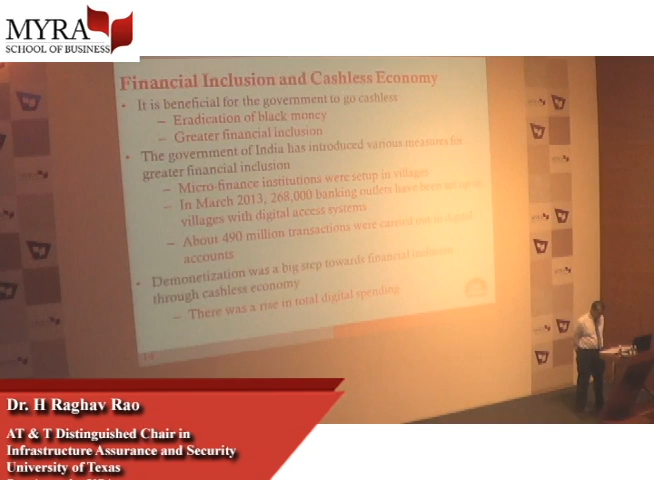 MYRA
SCHOOL OF BUSINESS
Financial Inclusion and Cashless Economy
• It is beneficial for the government to go cashless
– Eradication of black money
– Greater financial inclusion
• The government of India has introduced various measures for
greater financial inclusion
– Micro-finance institutions were setup in villages
– In March 2013, 268,000 banking outlets have been set up in
villages with digital access systems
– About 490 million transactions were carried out in
accounts
• Demonetization was a big step towards financial inclusion
through cashless economy
– There was a rise in total digital spending
Dr. H Raghav Rao
AT & T Distinguished Chair in
Infrastructure Assurance and Security
University of Texas